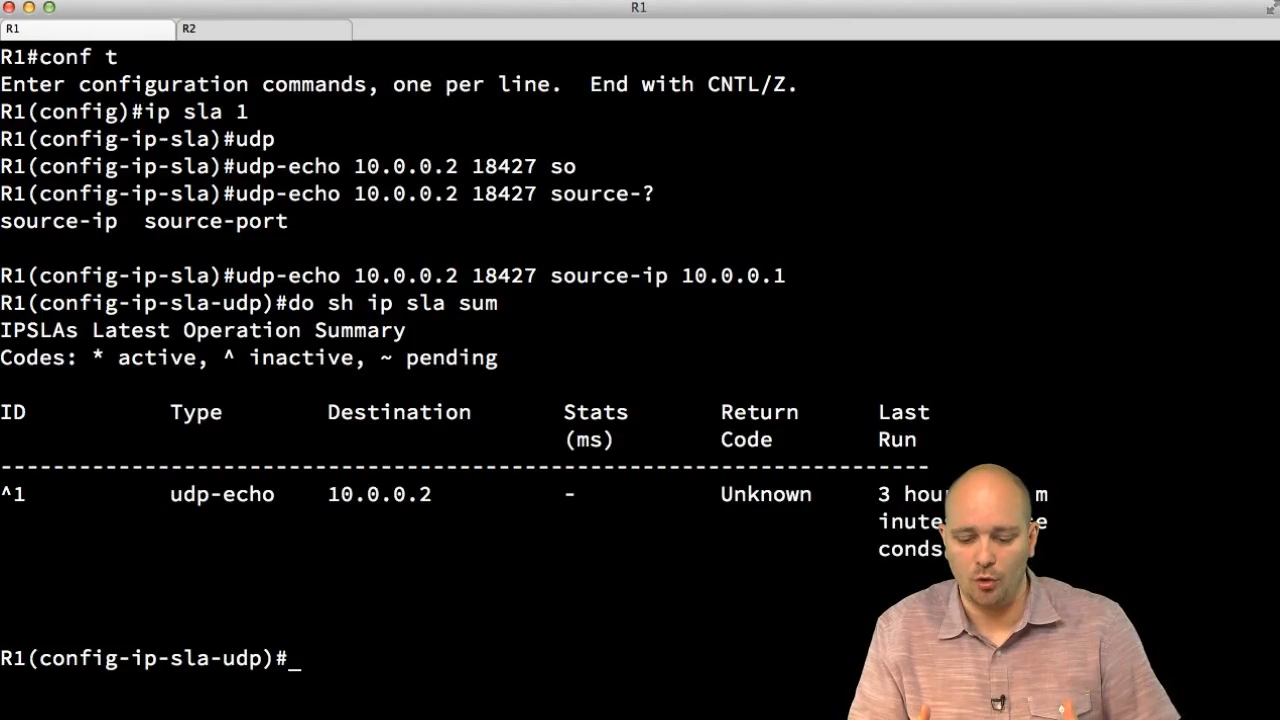 R1
R1
R2
R1#conf t
Enter configuration commands, one per line.  End with CNTL/Z.
R1(config)#ip sla 1
R1(config-ip-sla)#udp
R1(config-ip-sla)#udp-echo 10.0.0.2 18427 so
R1(config-ip-sla)#udp-echo 10.0.0.2 18427 source-?
source-ip  source-port
R1(config-ip-sla)#udp-echo 10.0.0.2 18427 source-ip 10.0.0.1
R1(config-ip-sla-udp)#do sh ip sla sum
IPSLAs Latest Operation Summary
Codes: * active, ^ inactive, ~ pending
ID           Type        Destination       Stats       Return      Last
(ms)        Code        Run
-----------------------------------------------------------------------
^1           udp-echo    10.0.0.2          -           Unknown     3
conds
R1(config-ip-sla-udp)#_